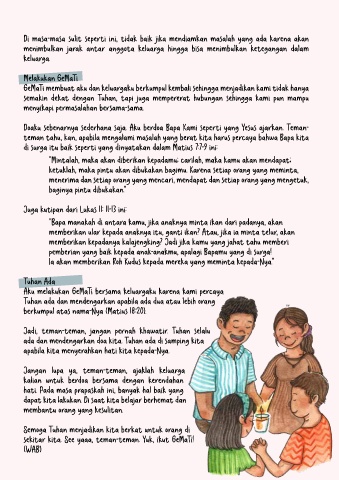 Di masa-masa sulit seperti ini, tidak baik jika mendiamkan masalah yang ada karena akan
menimbulkan jarak antar anggota keluarga hingga bisa menimbulkan ketegangan dalam
keluarga.
Melakukan GeMaTi
GeMaTi membuat aku dan keluargaku berkumpul kembali sehingga menjadikan kami tidak hanya
semakin dekat dengan Tuhan, tapi juga mempererat hubungan sehingga kami pun mampu
menyikapi permasalahan bersama-sama.
Doaku sebenarnya sederhana saja. Aku berdoa Bapa Kami seperti yang Yesus ajarkan. Teman-
teman tahu, kan, apabila mengalami masalah yang berat kita harus percaya bahwa Bapa kita
di surga itu baik seperti yang dinyatakan dalam Matius 7:7-9 ini:
"Mintalah, maka akan diberikan kepadamu; carilah, maka kamu akan mendapat;
ketuklah, maka pintu akan dibukakan bagimu. Karena setiap orang yang meminta,
menerima dan setiap orang yang mencari, mendapat dan setiap orang yang mengetok,
baginya pintu dibukakan."
Juga kutipan dari Lukas 11: 11-13 ini:
"Bapa manakah di antara kamu, jika anaknya minta ikan dari padanya, akan
memberikan ular kepada anaknya itu, ganti ikan? Atau, jika ia minta telur, akan
memberikan kepadanya kalajengking? Jadi jika kamu yang jahat tahu memberi
pemberian yang baik kepada anak-anakmu, apalagi Bapamu yang di surga!
Ia akan memberikan Roh Kudus kepada mereka yang meminta kepada-Nya."
Tuhan Ada
Aku melakukan GeMaTi bersama keluargaku karena kami percaya
Tuhan ada dan mendengarkan apabila ada dua atau lebih orang
berkumpul atas nama-Nya (Matius 18:20).
Jadi, teman-teman, jangan pernah khawatir. Tuhan selalu
ada dan mendengarkan doa kita. Tuhan ada di samping kita
apabila kita menyerahkan hati kita kepada-Nya.
Jangan lupa ya, teman-teman, ajaklah keluarga
kalian untuk berdoa bersama dengan kerendahan
hati. Pada masa prapaskah ini, banyak hal baik yang
dapat kita lakukan. Di saat kita belajar berhemat dan
membantu orang yang kesulitan.
Semoga Tuhan menjadikan kita berkat untuk orang di
sekitar kita. See yaaa, teman-teman. Yuk, ikut GeMaTi!
(WAB)